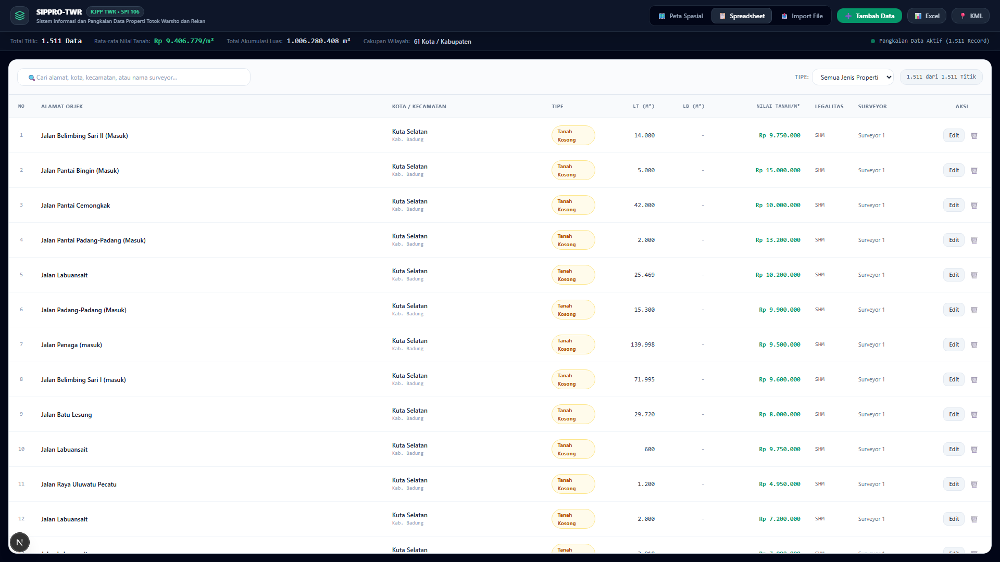 SIPPRO-TWR KJPP TWR • SPI 106
Sistem Informasi dan Pangkalan Data Properti Totok Warsito dan Rekan
Peta Spasial Spreadsheet Import File Tambah Data Excel KML
Total Titik: 1.511 Data Rata-rata Nilai Tanah: Rp 9.406.779/m² Total Akumulasi Luas: 1.006.280.408 m² Cakupan Wilayah: 61 Kota / Kabupaten Pangkalan Data Aktif (1.511 Record)
Cari alamat, kota, kecamatan, atau nama surveyor... TIPE: Semua Jenis Properti 1.511 dari 1.511 Titik
NO ALAMAT OBJEK KOTA / KECAMATAN TIPE LT (M²) LB (M²) NILAI TANAH/M² LEGALITAS SURVEYOR AKSI
1 Jalan Belimbing Sari II (Masuk) Kuta Selatan Kab. Badung Tanah Kosong 14.000 - Rp 9.750.000 SHM Surveyor 1 Edit
2 Jalan Pantai Bingin (Masuk) Kuta Selatan Kab. Badung Tanah Kosong 5.000 - Rp 15.000.000 SHM Surveyor 1 Edit
3 Jalan Pantai Cemongkak Kuta Selatan Kab. Badung Tanah Kosong 42.000 - Rp 10.000.000 SHM Surveyor 1 Edit
4 Jalan Pantai Padang-Padang (Masuk) Kuta Selatan Kab. Badung Tanah Kosong 2.000 - Rp 13.200.000 SHM Surveyor 1 Edit
5 Jalan Labuansait Kuta Selatan Kab. Badung Tanah Kosong 25.469 - Rp 10.200.000 SHM Surveyor 1 Edit
6 Jalan Padang-Padang (Masuk) Kuta Selatan Kab. Badung Tanah Kosong 15.300 - Rp 9.900.000 SHM Surveyor 1 Edit
7 Jalan Penaga (masuk) Kuta Selatan Kab. Badung Tanah Kosong 139.998 - Rp 9.500.000 SHM Surveyor 1 Edit
8 Jalan Belimbing Sari I (masuk) Kuta Selatan Kab. Badung Tanah Kosong 71.995 - Rp 9.600.000 SHM Surveyor 1 Edit
9 Jalan Batu Lesung Kuta Selatan Kab. Badung Tanah Kosong 29.720 - Rp 8.000.000 SHM Surveyor 1 Edit
10 Jalan Labuansait Kuta Selatan Kab. Badung Tanah Kosong 600 - Rp 9.750.000 SHM Surveyor 1 Edit
11 Jalan Raya Uluwatu Pecatu Kuta Selatan Kab. Badung Tanah Kosong 1.200 - Rp 4.950.000 SHM Surveyor 1 Edit
12 Jalan Labuansait Kuta Selatan Kab. Badung Tanah Kosong 2.000 - Rp 7.200.000 SHM Surveyor 1 Edit
Kuta Selatan Tanah
N